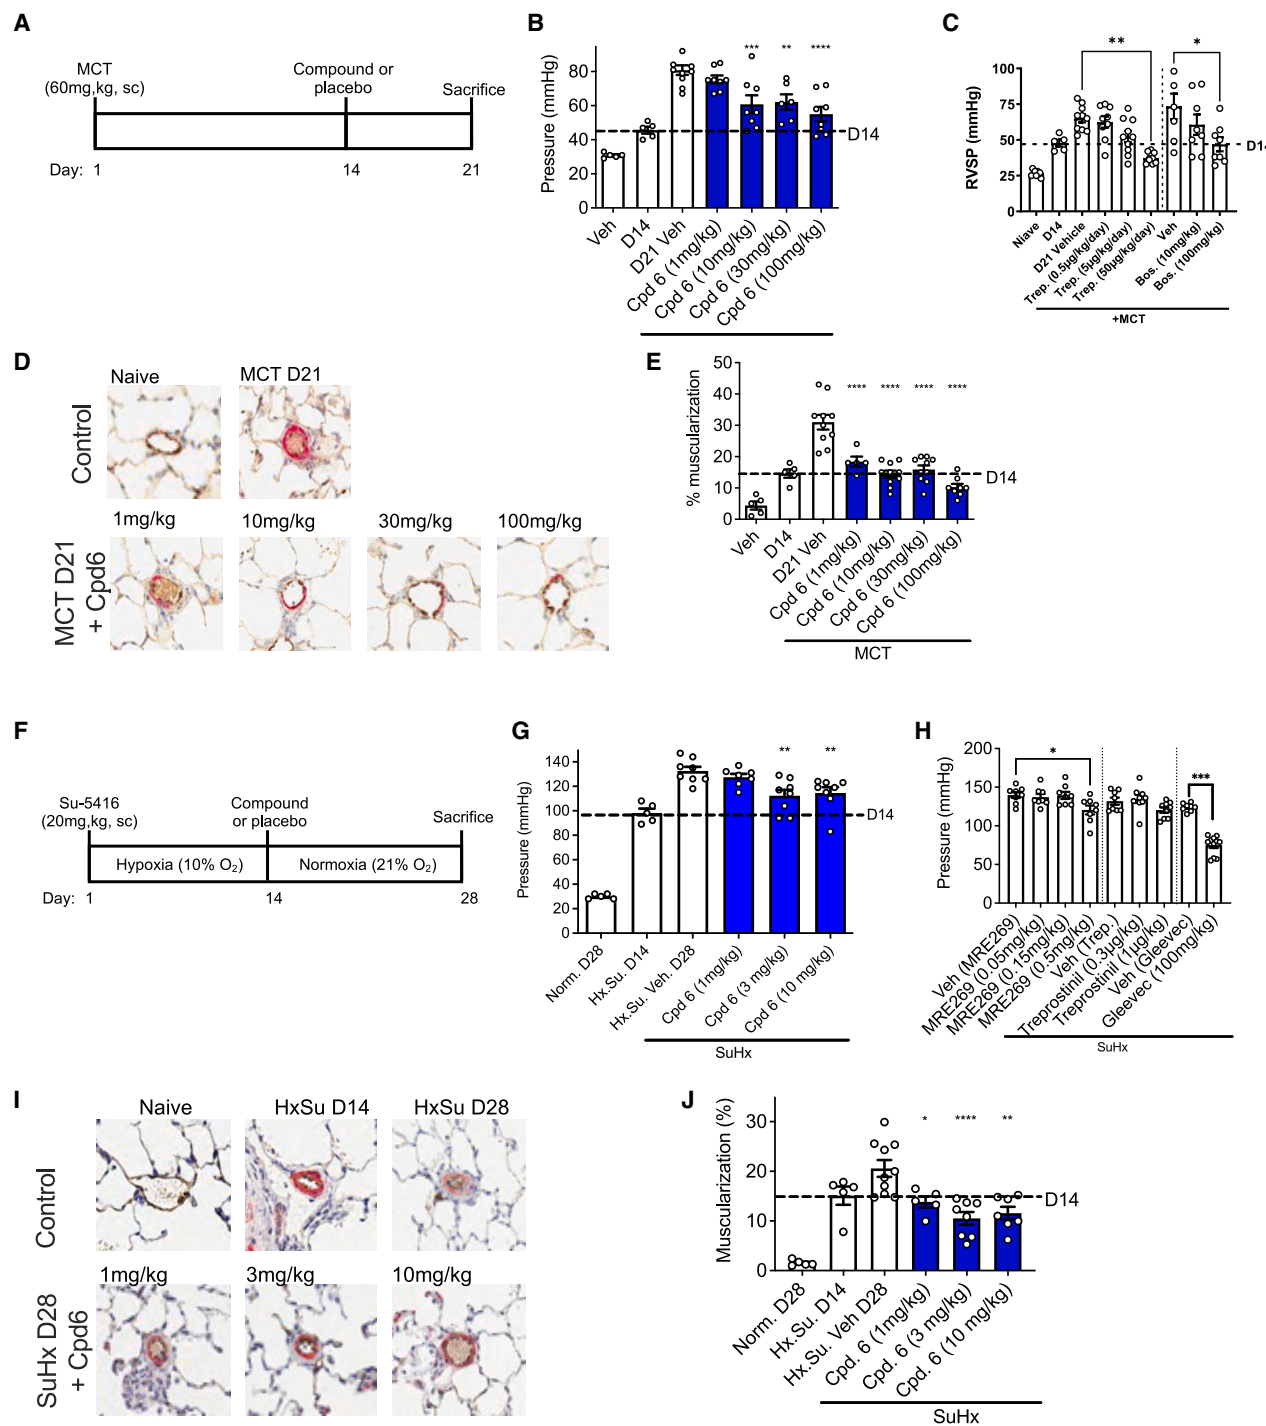 A
MCT
(60mg,kg, sc)
Compound or
placebo
Sacrifice
Day: 1
14
21
B
Pressure (mmHg)
80
60
40
20
0
***
**
****
D14
Veh
D14
D21 Veh
Cpd 6 (1mg/kg)
Cpd 6 (10mg/kg)
Cpd 6 (30mg/kg)
Cpd 6 (100mg/kg)
C
RVSP (mmHg)
100
75
50
25
0
**
*
D14
Niave
D14
D21 Vehicle
Trep. (0.5µg/kg/day)
Trep. (5µg/kg/day)
Trep. (50µg/kg/day)
Veh
Bos. (10mg/kg)
Bos. (100mg/kg)
+MCT
D
Naive
MCT D21
Control
1mg/kg
10mg/kg
30mg/kg
100mg/kg
MCT D21
+ Cpd6
E
% muscularization
50
40
30
20
10
0
****
****
****
****
D14
Veh
D14
D21 Veh
Cpd 6 (1mg/kg)
Cpd 6 (10mg/kg)
Cpd 6 (30mg/kg)
Cpd 6 (100mg/kg)
MCT
F
Su-5416
(20mg,kg, sc)
Compound
or placebo
Sacrifice
Hypoxia (10% O₂)
Normoxia (21% O₂)
Day: 1
14
28
G
Pressure (mmHg)
140
120
100
80
60
40
20
0
**
**
D14
Norm. D28
Hx.Su. D14
Hx.Su. Veh. D28
Cpd 6 (1mg/kg)
Cpd 6 (3 mg/kg)
Cpd 6 (10 mg/kg)
SuHx
H
Pressure (mmHg)
200
150
100
50
0
*
***
Veh (MRE269)
MRE269 (0.05mg/kg)
MRE269 (0.15mg/kg)
MRE269 (0.5mg/kg)
Veh (Trep.)
Treprostinil (0.3µg/kg)
Treprostinil (1µg/kg)
Veh (Gleevec)
Gleevec (100mg/kg)
SuHx
I
Naive
HxSu D14
HxSu D28
Control
1mg/kg
3mg/kg
10mg/kg
SuHx D28
+ Cpd6
J
Muscularization (%)
30
20
10
0
*
****
**
D14
Norm. D28
Hx.Su. D14
Hx.Su. Veh D28
Cpd. 6 (1mg/kg)
Cpd. 6 (3 mg/kg)
Cpd. 6 (10 mg/kg)
SuHx